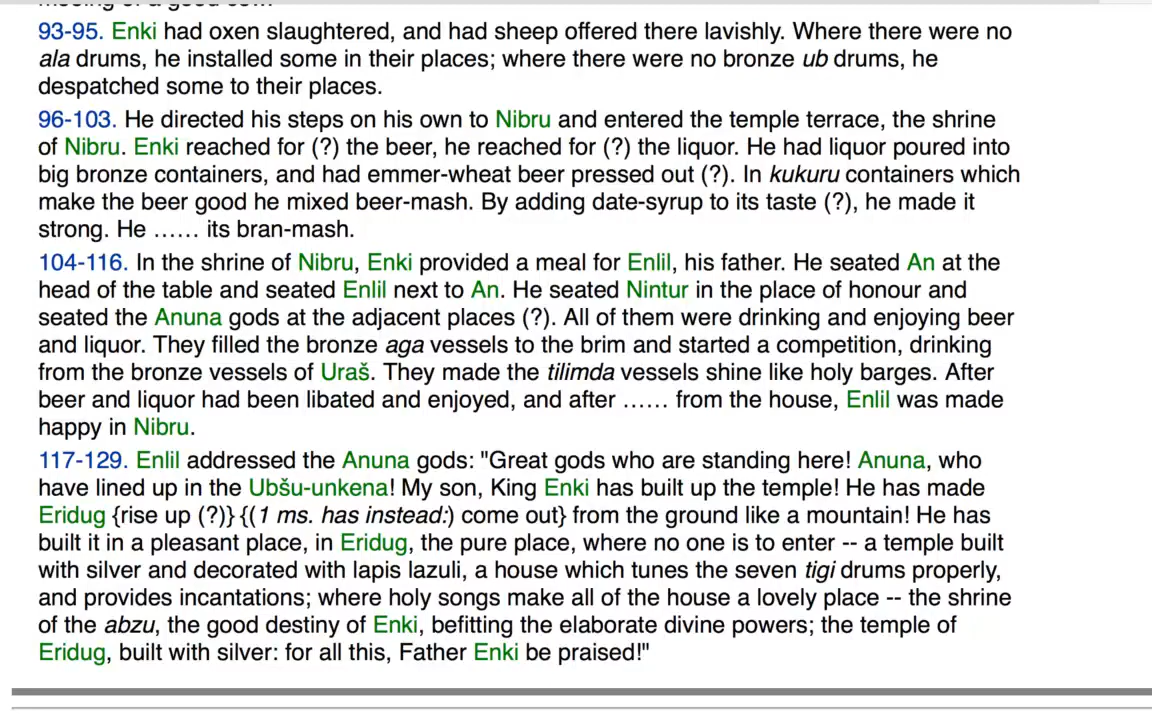 93-95. Enki had oxen slaughtered, and had sheep offered there lavishly. Where there were no
ala drums, he installed some in their places; where there were no bronze ub drums, he
despatched some to their places.
96-103. He directed his steps on his own to Nibru and entered the temple terrace, the shrine
of Nibru. Enki reached for (?) the beer, he reached for (?) the liquor. He had liquor poured into
big bronze containers, and had emmer-wheat beer pressed out (?). In kukuru containers which
make the beer good he mixed beer-mash. By adding date-syrup to its taste (?), he made it
strong. He ...... its bran-mash.
104-116. In the shrine of Nibru, Enki provided a meal for Enlil, his father. He seated An at the
head of the table and seated Enlil next to An. He seated Nintur in the place of honour and
seated the Anuna gods at the adjacent places (?). All of them were drinking and enjoying beer
and liquor. They filled the bronze aga vessels to the brim and started a competition, drinking
from the bronze vessels of Uraš. They made the tilimda vessels shine like holy barges. After
beer and liquor had been libated and enjoyed, and after ...... from the house, Enlil was made
happy in Nibru.
117-129. Enlil addressed the Anuna gods: "Great gods who are standing here! Anuna, who
have lined up in the Ubšu-unkena! My son, King Enki has built up the temple! He has made
Eridug {rise up (?)} {(1 ms. has instead:) come out} from the ground like a mountain! He has
built it in a pleasant place, in Eridug, the pure place, where no one is to enter -- a temple built
with silver and decorated with lapis lazuli, a house which tunes the seven tigi drums properly,
and provides incantations; where holy songs make all of the house a lovely place -- the shrine
of the abzu, the good destiny of Enki, befitting the elaborate divine powers; the temple of
Eridug, built with silver: for all this, Father Enki be praised!"